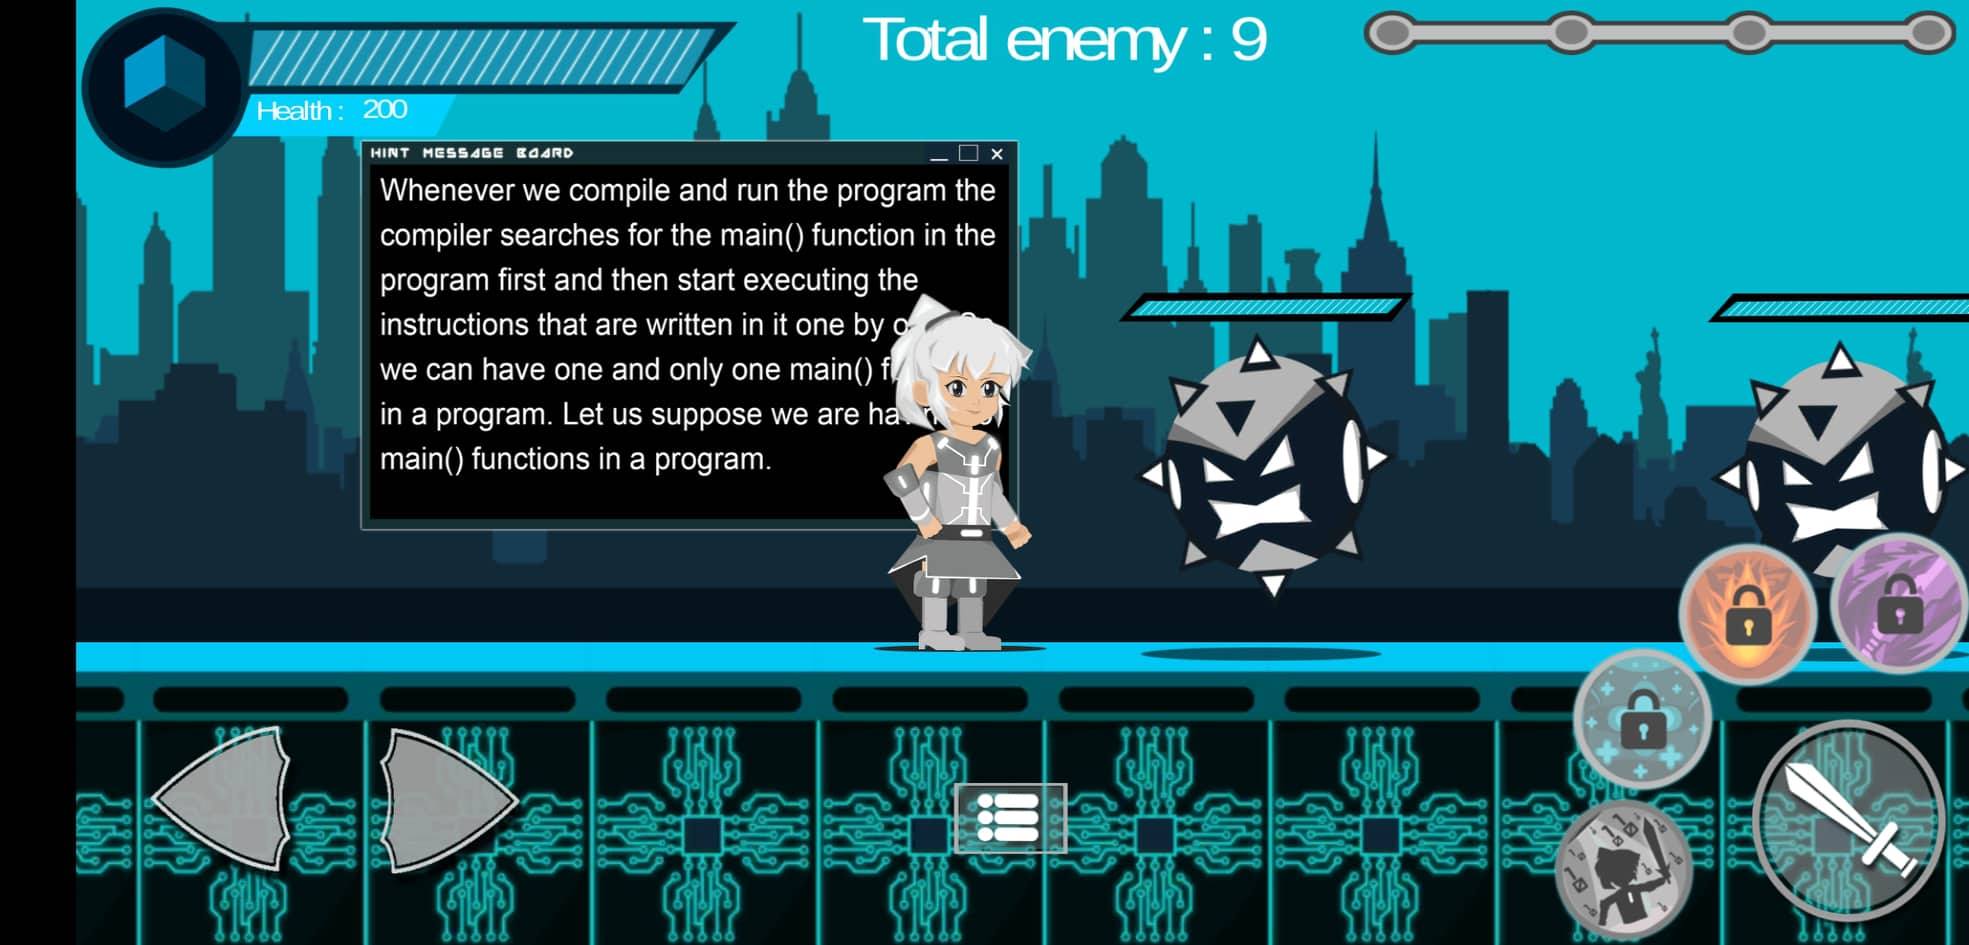 Total enemy : 9
Health : 200
HINT MESSAGE BOARD
Whenever we compile and run the program the
compiler searches for the main() function in the
program first and then start executing the
instructions that are written in it one by
we can have one and only one main()
in a program. Let us suppose we are
main() functions in a program.